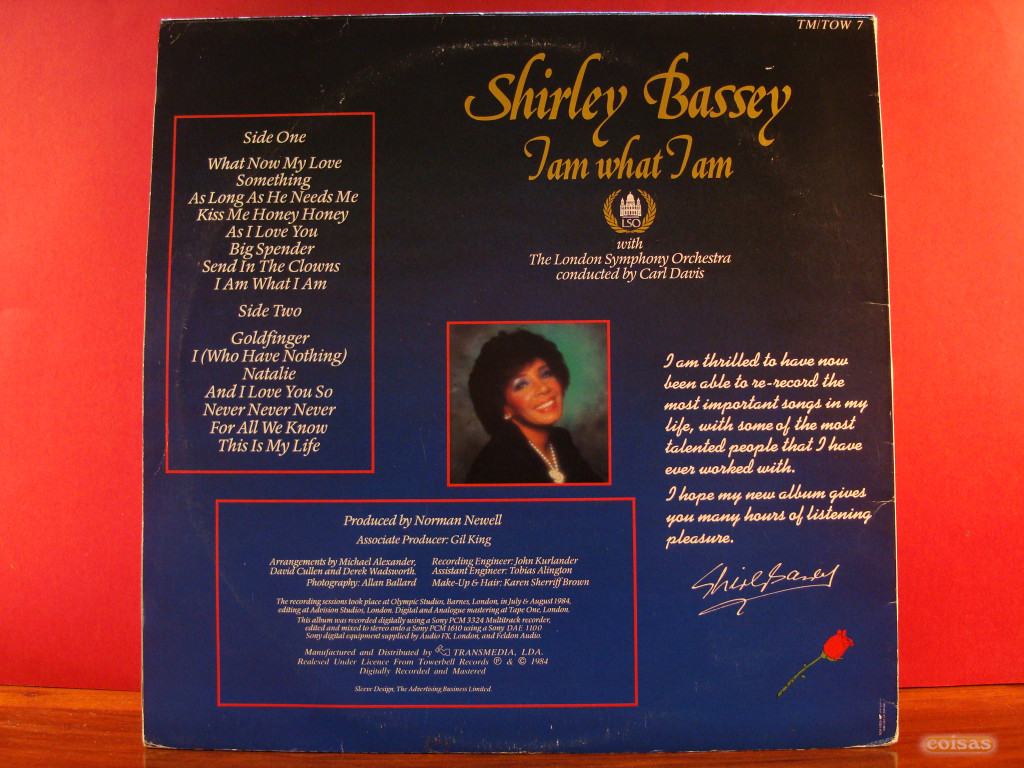 TM/TOW 7
Shirley Bassey
I am what I am
LSO
with
The London Symphony Orchestra
conducted by Carl Davis
Side One
What Now My Love
Something
As Long As He Needs Me
Kiss Me Honey Honey
As I Love You
Big Spender
Send In The Clowns
I Am What I Am
Side Two
Goldfinger
I (Who Have Nothing)
Natalie
And I Love You So
Never Never Never
For All We Know
This Is My Life
I am thrilled to have now
been able to re-record the
most important songs in my
life, with some of the most
talented people that I have
ever worked with.
I hope my new album gives
you many hours of listening
pleasure.
Shirley Bassey
Produced by Norman Newell
Associate Producer: Gil King
Arrangements by Michael Alexander,
David Cullen and Derek Wadsworth.
Photography: Allan Ballard
Recording Engineer: John Kurlander
Assistant Engineer: Tobias Alington
Make-Up & Hair: Karen Sherriff Brown
The recording sessions took place at Olympic Studios, Barnes, London, in July & August 1984,
editing at Advision Studios, London. Digital and Analogue mastering at Tape One, London.
This album was recorded digitally using a Sony PCM 3324 Multitrack recorder,
edited and mixed to stereo onto a Sony PCM 1610 using a Sony DAE 1100
Sony digital equipment supplied by Audio FX, London, and Feldon Audio.
Manufactured and Distributed by TRANSMEDIA, LDA.
Realesed Under Licence From Towerbell Records ℗ & © 1984
Digitally Recorded and Mastered
Sleeve Design, The Advertising Business Limited.
coisas